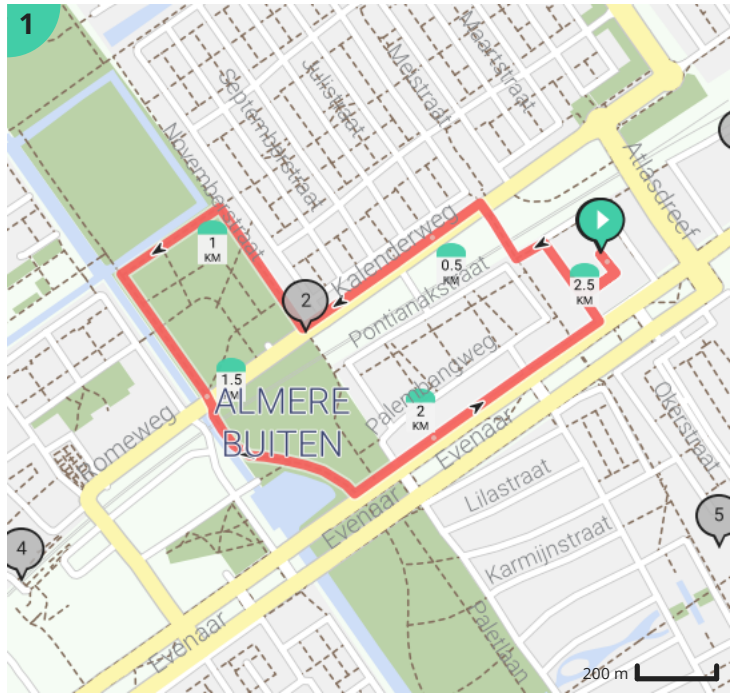 1
Maartstraat
Meistraat
Julistraat
Septemberstraat
Novemberstraat
Atlasdreef
1
KM
Kalenderweg
0.5
KM
2.5
KM
2
Pontianakstraat
1.5
KM
ALMERE
BUITEN
2
KM
Palembangweg
Evenaar
Okerstraat
Romeweg
Lilastraat
Evenaar
5
Karmijnstraat
4
Evenaar
200 m